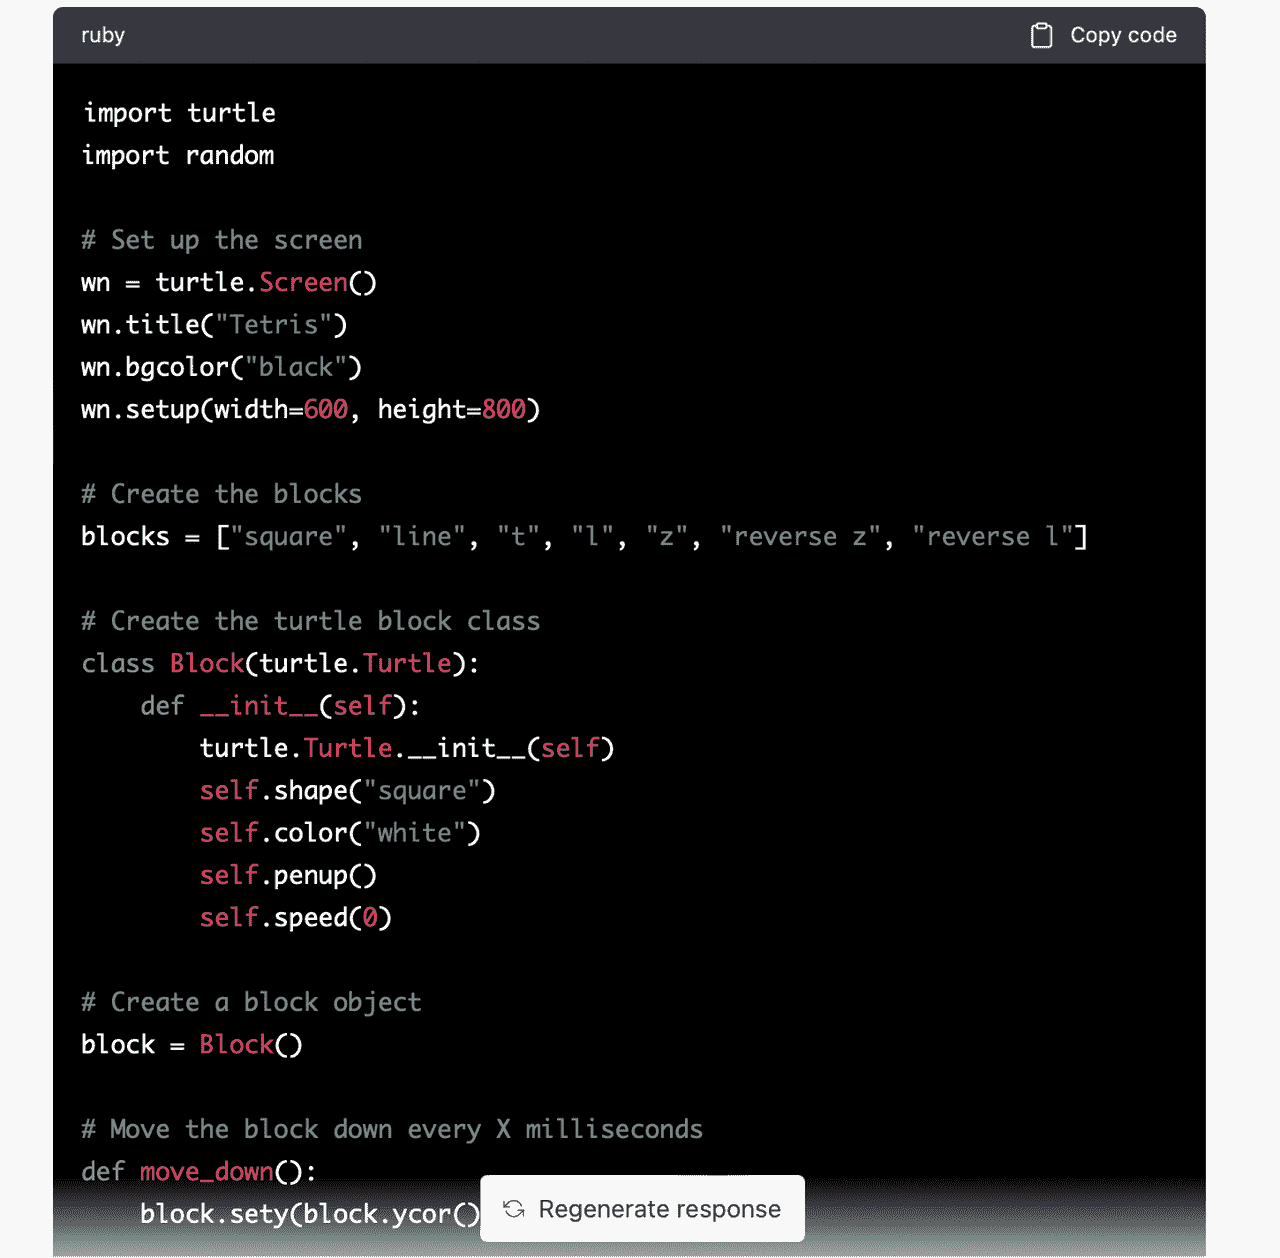 ruby
Copy code
import turtle
import random
# Set up the screen
wn = turtle.Screen()
wn.title("Tetris")
wn.bgcolor("black")
wn.setup(width=600, height=800)
# Create the blocks
blocks = ["square", "line", "t", "l", "z", "reverse z", "reverse l"]
# Create the turtle block class
class Block(turtle.Turtle):
    def __init__(self):
        turtle.Turtle.__init__(self)
        self.shape("square")
        self.color("white")
        self.penup()
        self.speed(0)
# Create a block object
block = Block()
# Move the block down every X milliseconds
def move_down():
    block.sety(block.ycor()
Regenerate response